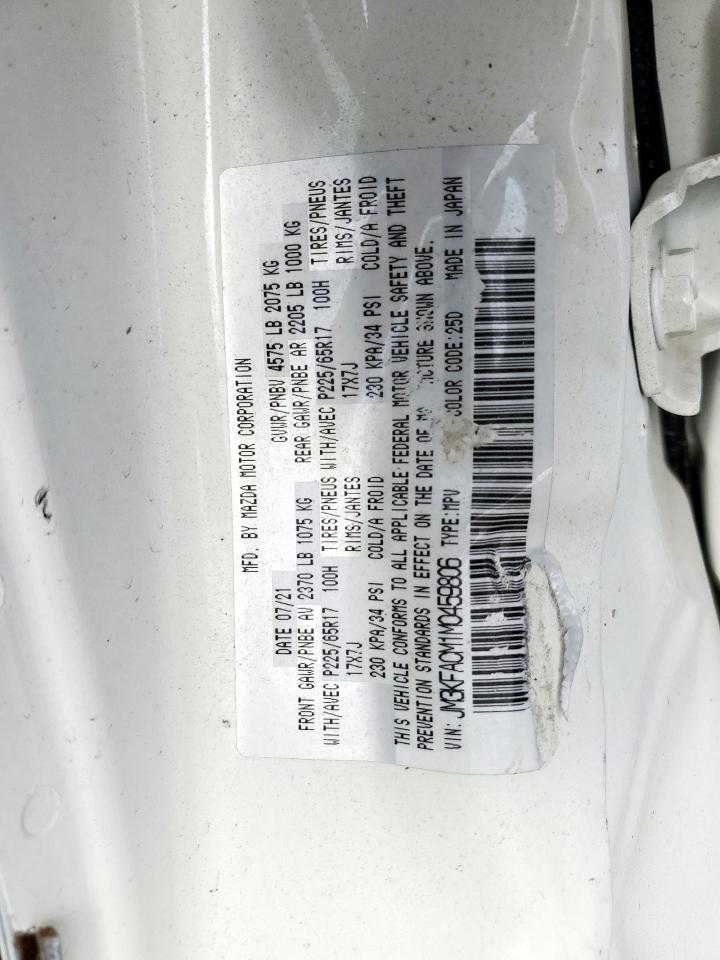 MFD. BY MAZDA MOTOR CORPORATION
DATE 07/21 GVWR/PNBV 4575 LB 2075 KG
FRONT GAWR/PNBE AV 2370 LB 1075 KG REAR GAWR/PNBE AR 2205 LB 1000 KG
WITH/AVEC P225/65R17 100H TIRES/PNEUS WITH/AVEC P225/65R17 100H TIRES/PNEUS
17X7J RIMS/JANTES 17X7J RIMS/JANTES
230 KPA/34 PSI COLD/A FROID 230 KPA/34 PSI COLD/A FROID
THIS VEHICLE CONFORMS TO ALL APPLICABLE FEDERAL MOTOR VEHICLE SAFETY AND THEFT
PREVENTION STANDARDS IN EFFECT ON THE DATE OF SHOWN ABOVE.
VIN: JM3KFACM1M0459806 TYPE:MPV COLOR CODE:25D MADE IN JAPAN